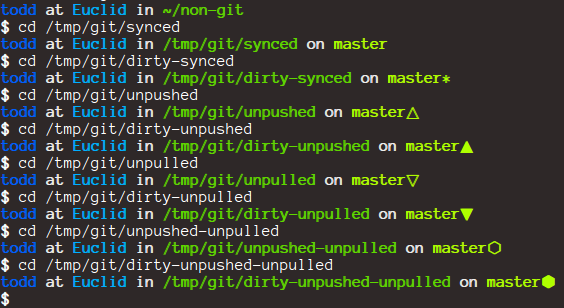 todd at Euclid in ~/non-git
$ cd /tmp/git/synced
todd at Euclid in /tmp/git/synced on master
$ cd /tmp/git/dirty-synced
todd at Euclid in /tmp/git/dirty-synced on master*
$ cd /tmp/git/unpushed
todd at Euclid in /tmp/git/unpushed on master△
$ cd /tmp/git/dirty-unpushed
todd at Euclid in /tmp/git/dirty-unpushed on master▲
$ cd /tmp/git/unpulled
todd at Euclid in /tmp/git/unpulled on master▽
$ cd /tmp/git/dirty-unpulled
todd at Euclid in /tmp/git/dirty-unpulled on master▼
$ cd /tmp/git/unpushed-unpulled
todd at Euclid in /tmp/git/unpushed-unpulled on master⬡
$ cd /tmp/git/dirty-unpushed-unpulled
todd at Euclid in /tmp/git/dirty-unpushed-unpulled on master⬢
$